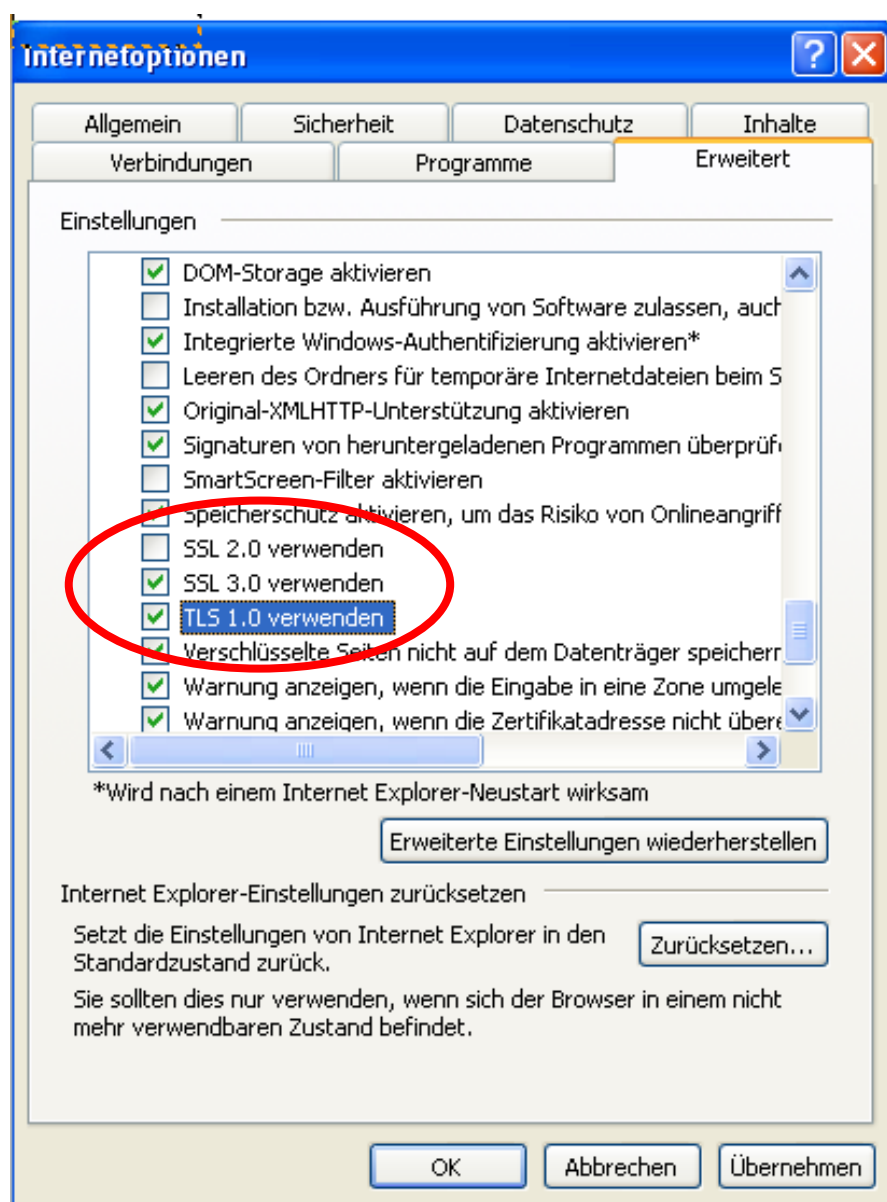 Internetoptionen
Allgemein Sicherheit Datenschutz Inhalte
Verbindungen Programme Erweitert
Einstellungen
DOM-Storage aktivieren
Installation bzw. Ausführung von Software zulassen, auch
Integrierte Windows-Authentifizierung aktivieren*
Leeren des Ordners für temporäre Internetdateien beim S
Original-XMLHTTP-Unterstützung aktivieren
Signaturen von heruntergeladenen Programmen überprüf
SmartScreen-Filter aktivieren
Speicherschutz aktivieren, um das Risiko von Onlineangriff
SSL 2.0 verwenden
SSL 3.0 verwenden
TLS 1.0 verwenden
Verschlüsselte Seiten nicht auf dem Datenträger speichern
Warnung anzeigen, wenn die Eingabe in eine Zone umgele
Warnung anzeigen, wenn die Zertifikatadresse nicht übere
*Wird nach einem Internet Explorer-Neustart wirksam
Erweiterte Einstellungen wiederherstellen
Internet Explorer-Einstellungen zurücksetzen
Setzt die Einstellungen von Internet Explorer in den
Standardzustand zurück.
Zurücksetzen...
Sie sollten dies nur verwenden, wenn sich der Browser in einem nicht
mehr verwendbaren Zustand befindet.
OK Abbrechen Übernehmen